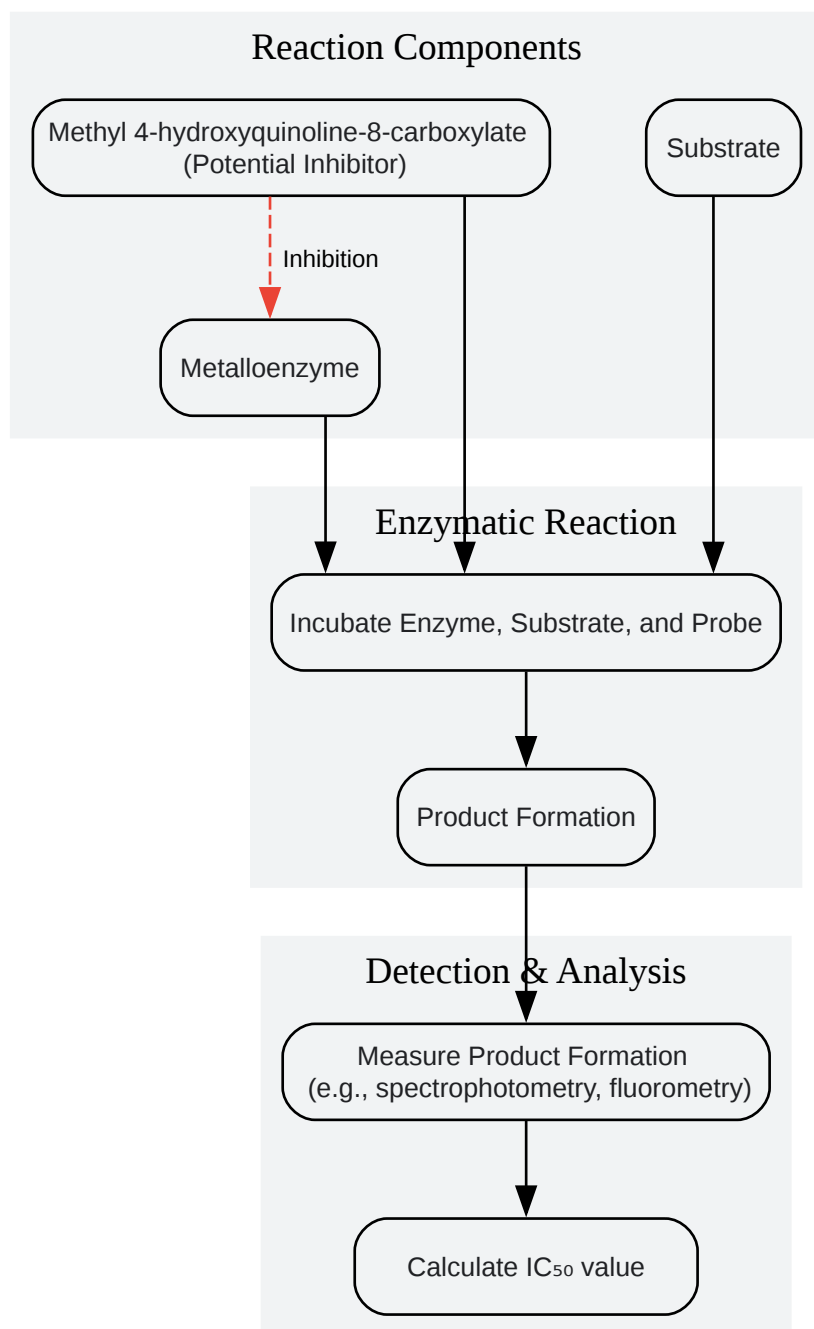 Reaction Components
Methyl 4-hydroxyquinoline-8-carboxylate
(Potential Inhibitor)
Substrate
Inhibition
Metalloenzyme
Enzymatic Reaction
Incubate Enzyme, Substrate, and Probe
Product Formation
Detection & Analysis
Measure Product Formation
(e.g., spectrophotometry, fluorometry)
Calculate IC₅₀ value